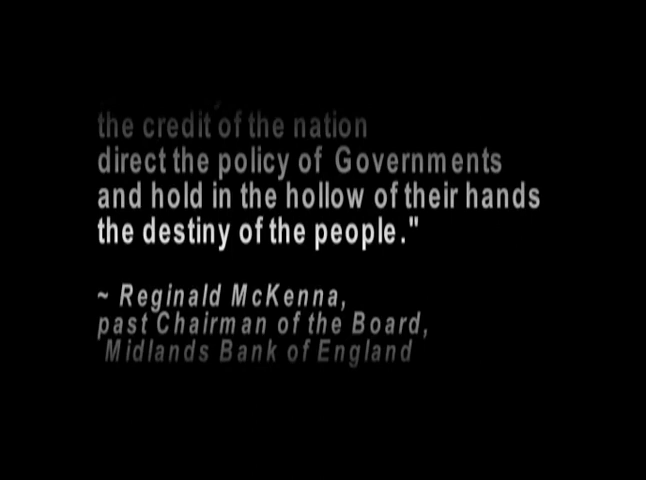 the credit of the nation
direct the policy of Governments
and hold in the hollow of their hands
the destiny of the people."
~ Reginald McKenna,
past Chairman of the Board,
Midlands Bank of England